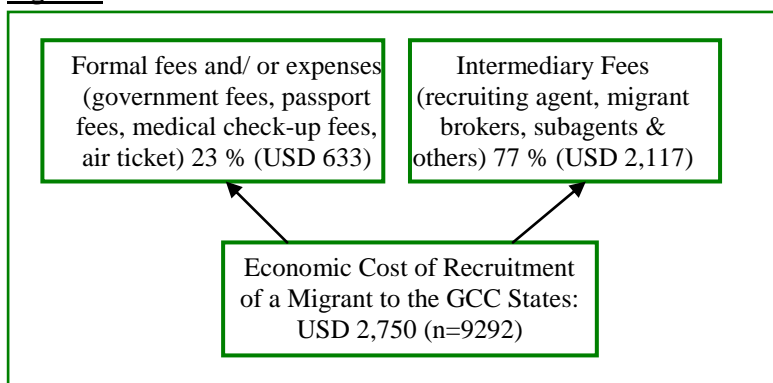 Formal fees and/ or expenses
(government fees, passport
fees, medical check-up fees,
air ticket) 23 % (USD 633)
Intermediary Fees
(recruiting agent, migrant
brokers, subagents &
others) 77 % (USD 2,117)
Economic Cost of Recruitment
of a Migrant to the GCC States:
USD 2,750 (n=9292)